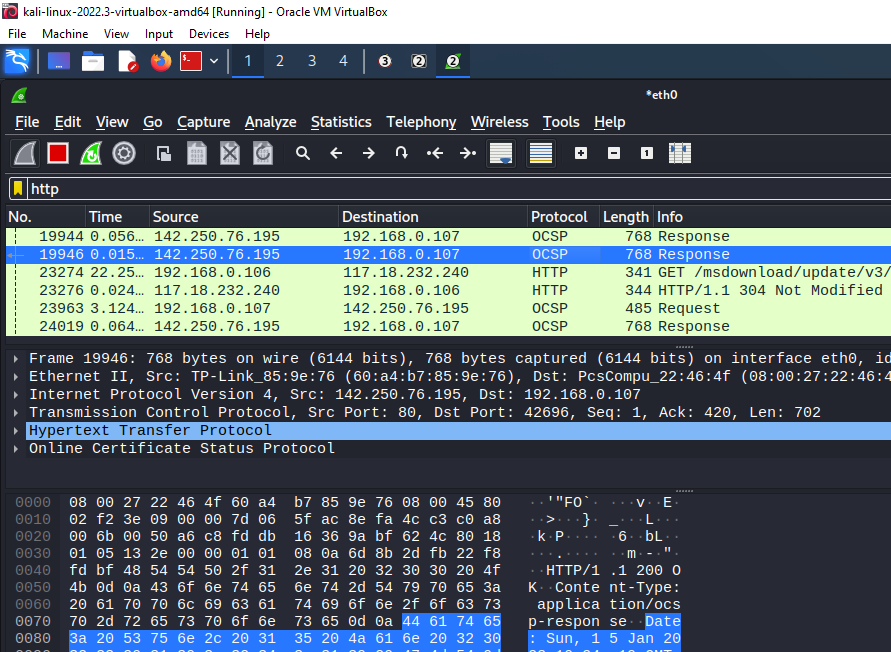 kali-linux-2022.3-virtualbox-amd64 [Running] - Oracle VM VirtualBox
File Machine View Input Devices Help
1 2 3 4 3 2 2
*eth0
File Edit View Go Capture Analyze Statistics Telephony Wireless Tools Help
http
No. Time Source Destination Protocol Length Info
19944 0.056… 142.250.76.195 192.168.0.107 OCSP 768 Response
19946 0.015… 142.250.76.195 192.168.0.107 OCSP 768 Response
23274 22.25… 192.168.0.106 117.18.232.240 HTTP 341 GET /msdownload/update/v3/
23276 0.024… 117.18.232.240 192.168.0.106 HTTP 344 HTTP/1.1 304 Not Modified
23963 3.124… 192.168.0.107 142.250.76.195 OCSP 485 Request
24019 0.064… 142.250.76.195 192.168.0.107 OCSP 768 Response
Frame 19946: 768 bytes on wire (6144 bits), 768 bytes captured (6144 bits) on interface eth0, id
Ethernet II, Src: TP-Link_85:9e:76 (60:a4:b7:85:9e:76), Dst: PcsCompu_22:46:4f (08:00:27:22:46:4
Internet Protocol Version 4, Src: 142.250.76.195, Dst: 192.168.0.107
Transmission Control Protocol, Src Port: 80, Dst Port: 42696, Seq: 1, Ack: 420, Len: 702
Hypertext Transfer Protocol
Online Certificate Status Protocol
0000 08 00 27 22 46 4f 60 a4 b7 85 9e 76 08 00 45 80 ··'"FO`· ···v··E·
0010 02 f2 3e 09 00 00 7d 06 5f ac 8e fa 4c c3 c0 a8 ··>···}· _···L···
0020 00 6b 00 50 a6 c8 fd db 16 36 9a bf 62 4c 80 18 ·k·P···· ·6··bL··
0030 01 05 13 2e 00 00 01 01 08 0a 6d 8b 2d fb 22 f8 ···.···· ··m·-·"·
0040 fd bf 48 54 54 50 2f 31 2e 31 20 32 30 30 20 4f ··HTTP/1 .1 200 O
0050 4b 0d 0a 43 6f 6e 74 65 6e 74 2d 54 79 70 65 3a K··Conte nt-Type:
0060 20 61 70 70 6c 69 63 61 74 69 6f 6e 2f 6f 63 73 applica tion/ocs
0070 70 2d 72 65 73 70 6f 6e 73 65 0d 0a 44 61 74 65 p-respon se··Date
0080 3a 20 53 75 6e 2c 20 31 35 20 4a 61 6e 20 32 30 : Sun, 1 5 Jan 20